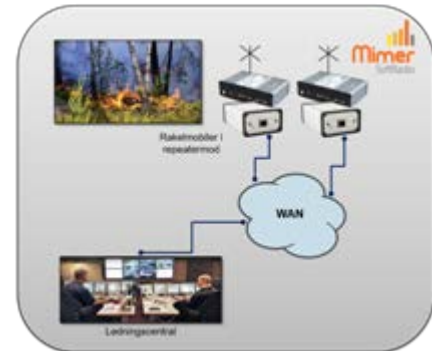 Mimer
SoftRadio
Rakelmobiler i
repeatermod
WAN
Ledningscentral